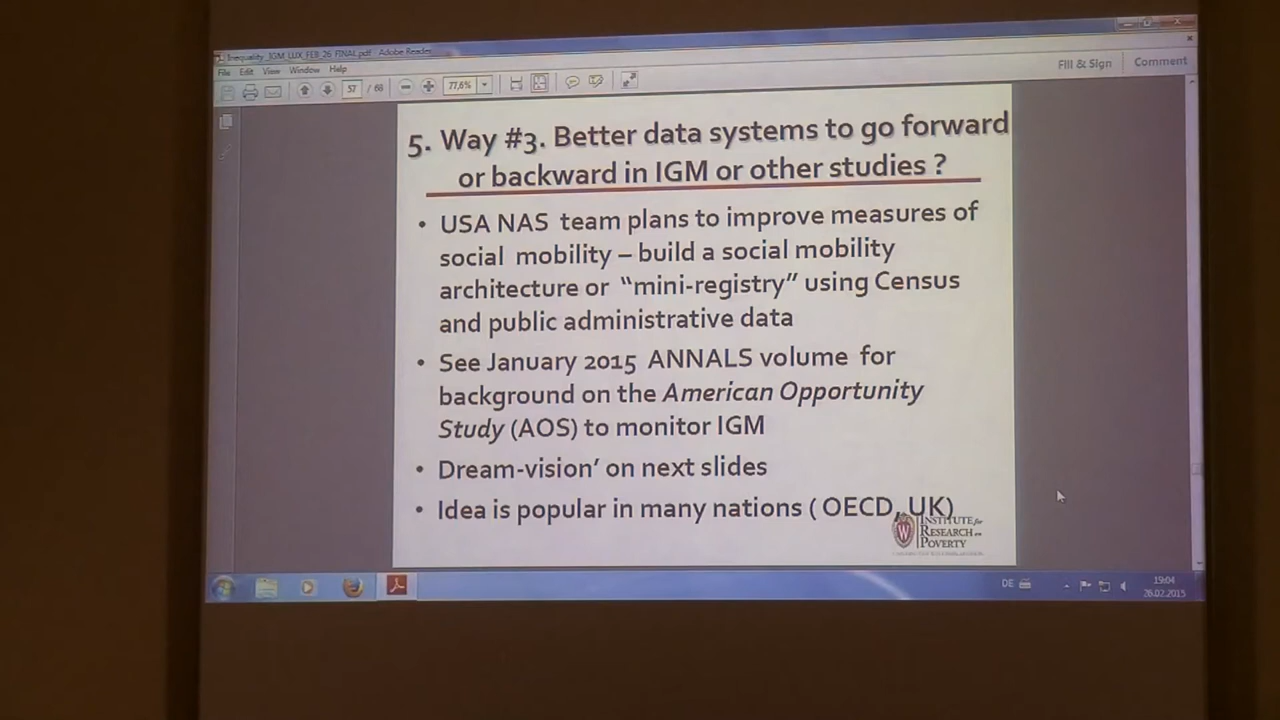 Inequality_IGM_LUX_FEB 26_FINAL.pdf - Adobe Reader
File Edit View Window Help
57 / 68
77,6%
Fill & Sign
Comment
5. Way #3. Better data systems to go forward
or backward in IGM or other studies ?
• USA NAS team plans to improve measures of
social mobility – build a social mobility
architecture or “mini-registry” using Census
and public administrative data
• See January 2015 ANNALS volume for
background on the American Opportunity
Study (AOS) to monitor IGM
• Dream-vision’ on next slides
• Idea is popular in many nations ( OECD, UK)
INSTITUTE for
RESEARCH on
POVERTY
DE
19:04
26.02.2015